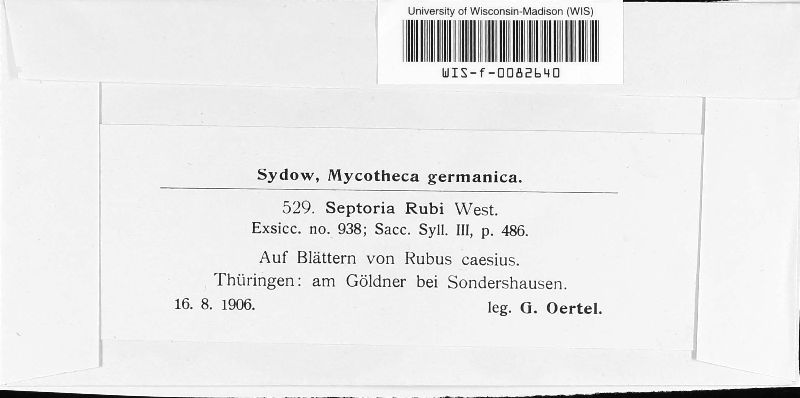 University of Wisconsin-Madison (WIS)
WIS-f-0082640
Sydow, Mycotheca germanica.
529. Septoria Rubi West.
Exsicc. no. 938; Sacc. Syll. III, p. 486.
Auf Blättern von Rubus caesius.
Thüringen: am Göldner bei Sondershausen.
16. 8. 1906. leg. G. Oertel.